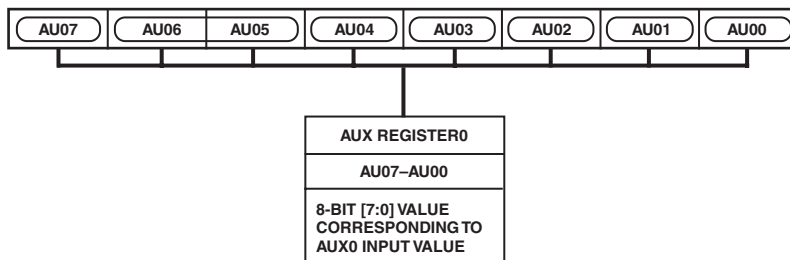 AU07 AU06 AU05 AU04 AU03 AU02 AU01 AU00
AUX REGISTER0
AU07–AU00
8-BIT [7:0] VALUE
CORRESPONDING TO
AUX0 INPUT VALUE